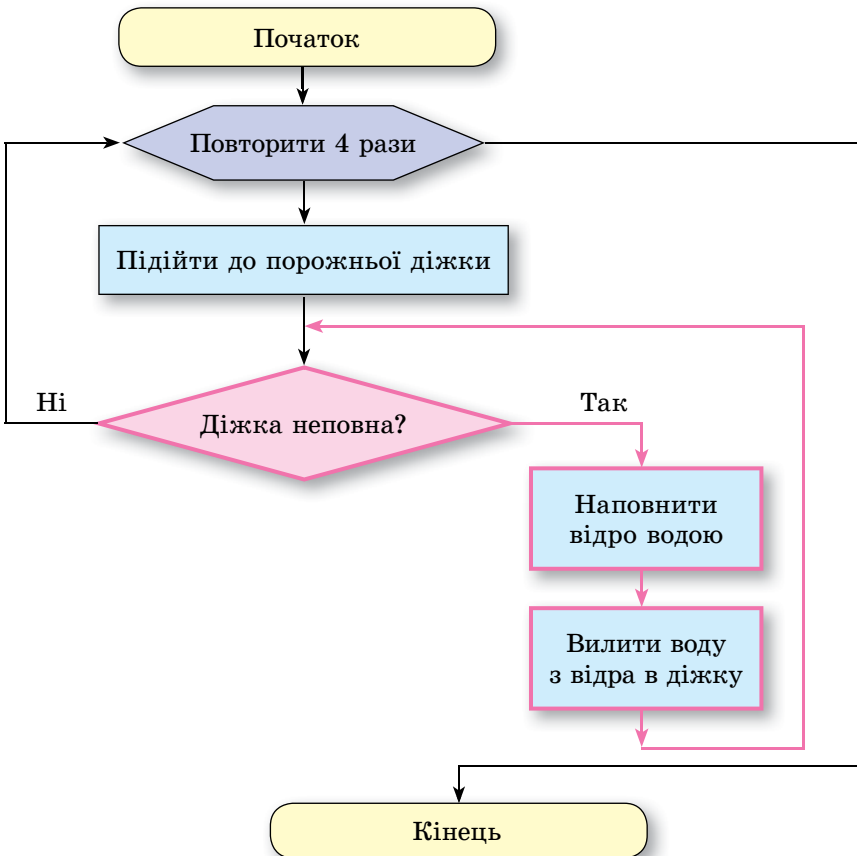 Початок
Повторити 4 рази
Підійти до порожньої діжки
Ні
Діжка неповна?
Так
Наповнити
відро водою
Вилити воду
з відра в діжку
Кінець